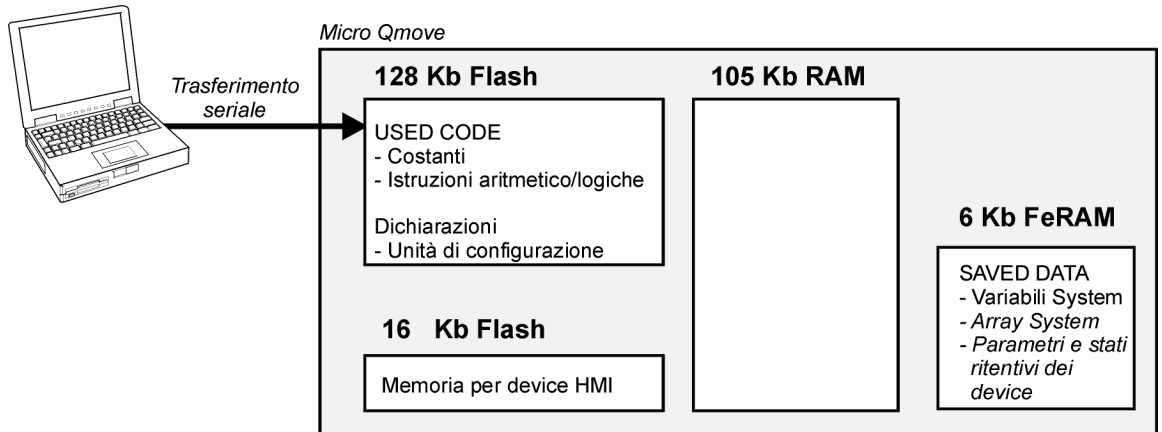 Micro Qmove
Trasferimento
seriale
128 Kb Flash
USED CODE
- Costanti
- Istruzioni aritmetico/logiche
Dichiarazioni
- Unità di configurazione
16 Kb Flash
Memoria per device HMI
105 Kb RAM
6 Kb FeRAM
SAVED DATA
- Variabili System
- Array System
- Parametri e stati
ritentivi dei
device